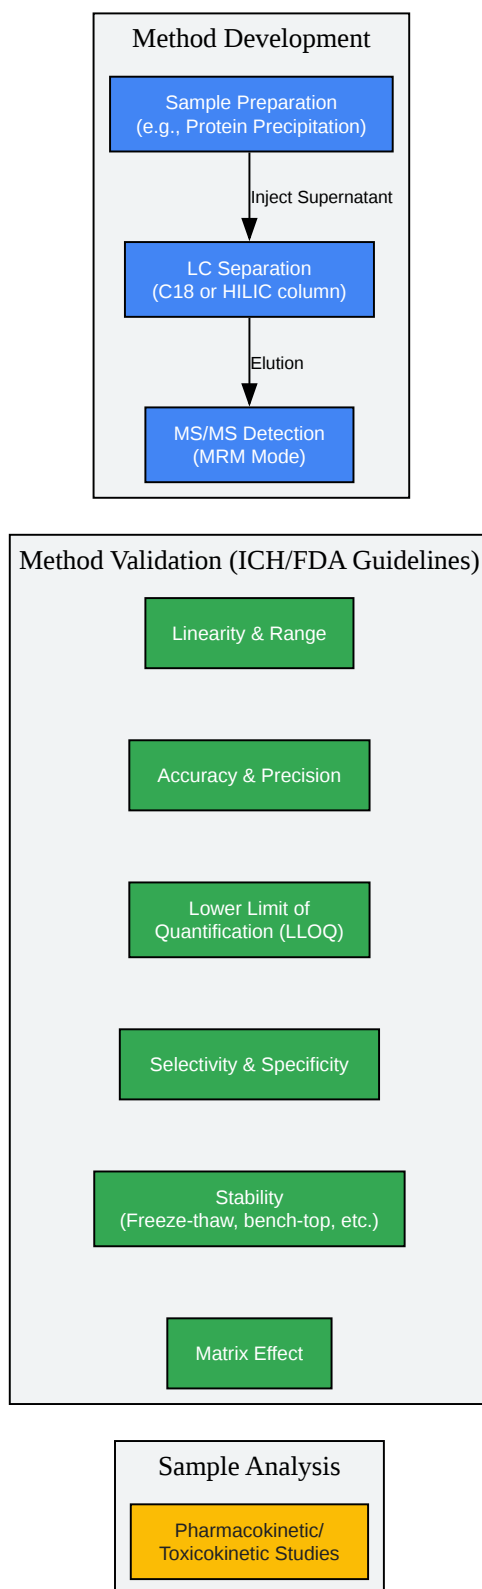 Method Development
Sample Preparation
(e.g., Protein Precipitation)
Inject Supernatant
LC Separation
(C18 or HILIC column)
Elution
MS/MS Detection
(MRM Mode)
Method Validation (ICH/FDA Guidelines)
Linearity & Range
Accuracy & Precision
Lower Limit of
Quantification (LLOQ)
Selectivity & Specificity
Stability
(Freeze-thaw, bench-top, etc.)
Matrix Effect
Sample Analysis
Pharmacokinetic/
Toxicokinetic Studies